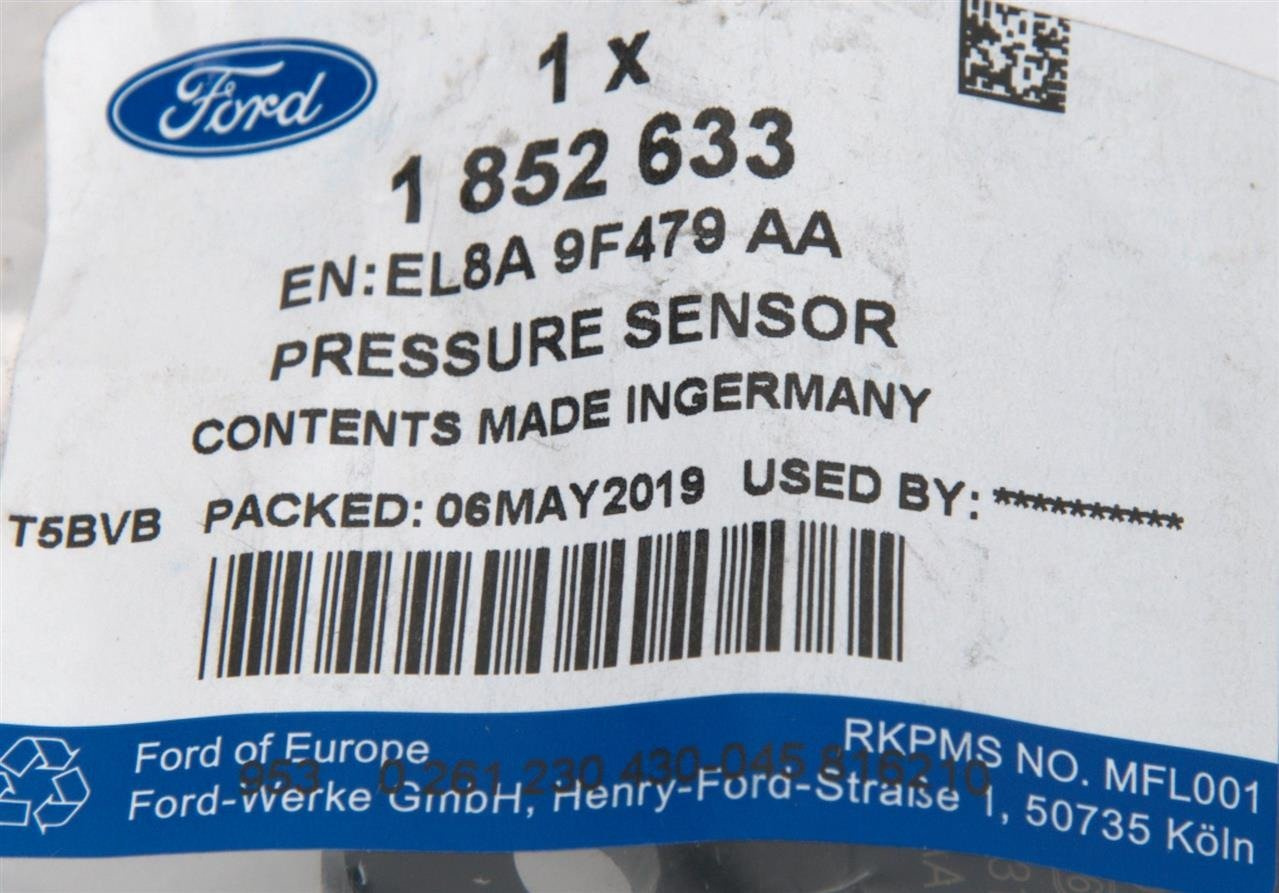 Ford
1 x
1 852 633
EN:EL8A 9F479 AA
PRESSURE SENSOR
CONTENTS MADE INGERMANY
T5BVB PACKED: 06MAY2019 USED BY: **********
Ford of Europe
RKPMS NO. MFL001
953 0 261 230 430-045 816210
Ford-Werke GmbH, Henry-Ford-Straße 1, 50735 Köln